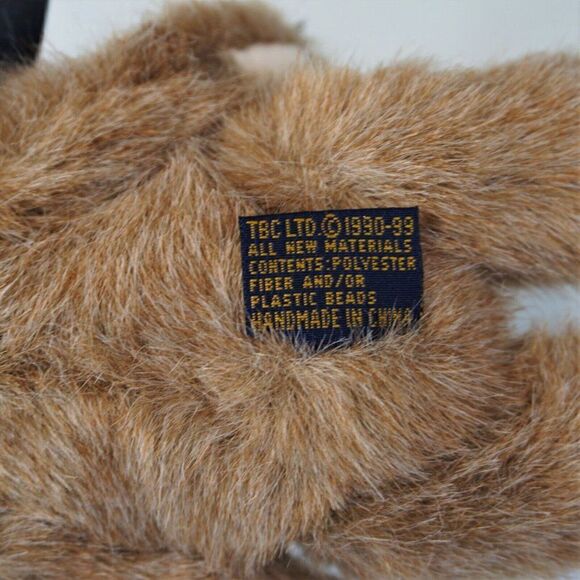 TBC LTD.© 1990-99
ALL NEW MATERIALS
CONTENTS:POLYESTER
FIBER AND/OR
PLASTIC BEADS
HANDMADE IN CHINA